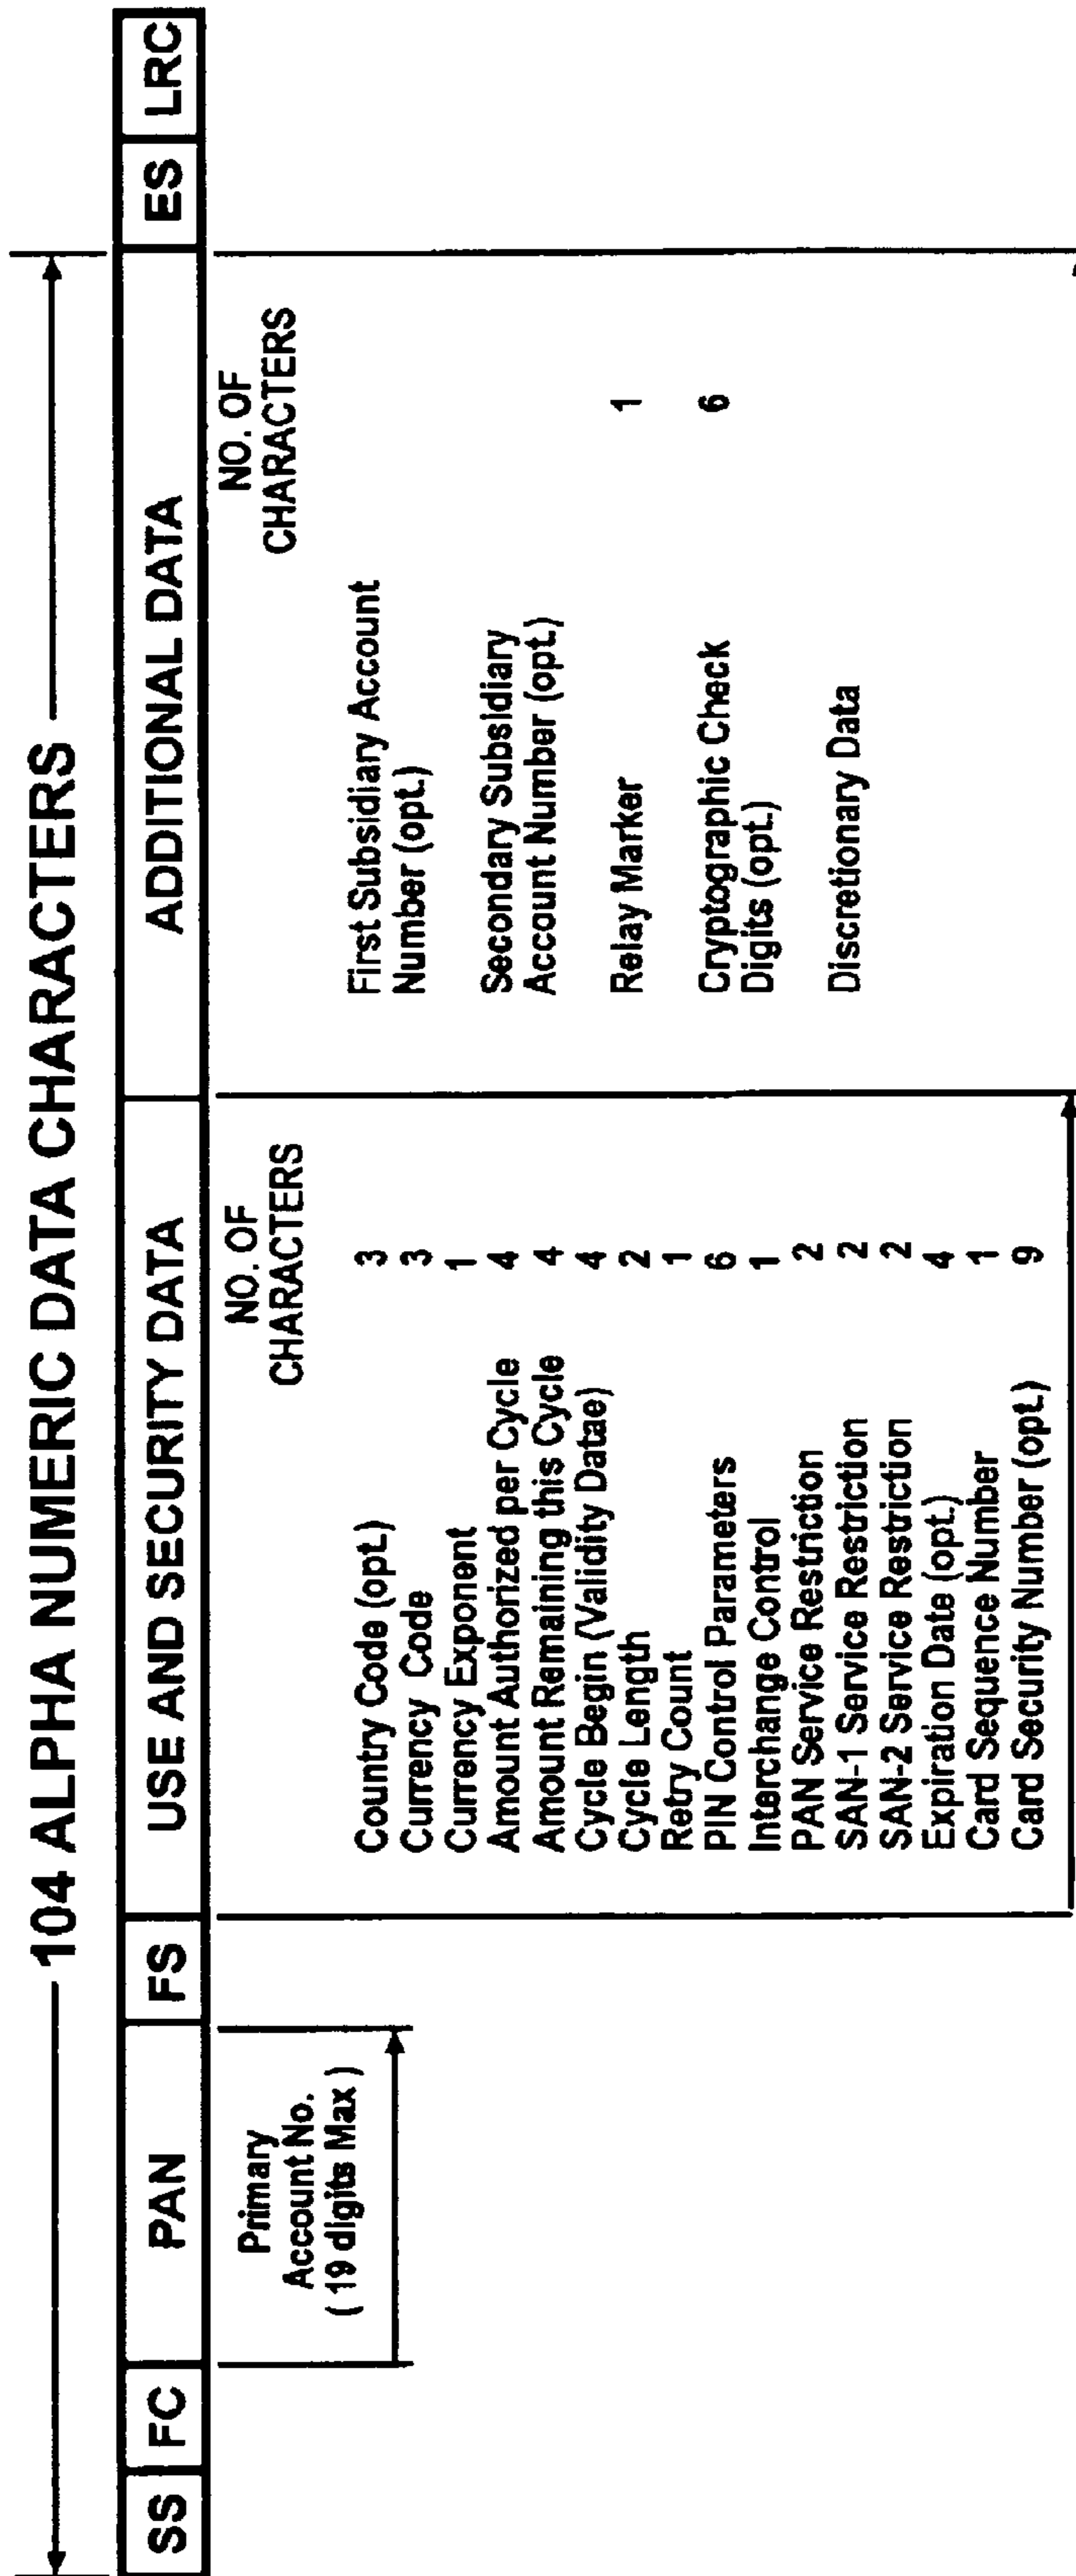 104 ALPHA NUMERIC DATA CHARACTERS
SS FC PAN FS USE AND SECURITY DATA ADDITIONAL DATA ES LRC
Primary
Account No.
( 19 digits Max )
NO. OF
CHARACTERS
Country Code (opt.) 3
Currency Code 3
Currency Exponent 1
Amount Authorized per Cycle 4
Amount Remaining this Cycle 4
Cycle Begin (Validity Datae) 4
Cycle Length 2
Retry Count 1
PIN Control Parameters 6
Interchange Control 1
PAN Service Restriction 2
SAN-1 Service Restriction 2
SAN-2 Service Restriction 2
Expiration Date (opt.) 4
Card Sequence Number 1
Card Security Number (opt.) 9
NO. OF
CHARACTERS
First Subsidiary Account
Number (opt.)
Secondary Subsidiary
Account Number (opt.)
Relay Marker 1
Cryptographic Check 6
Digits (opt.)
Discretionary Data